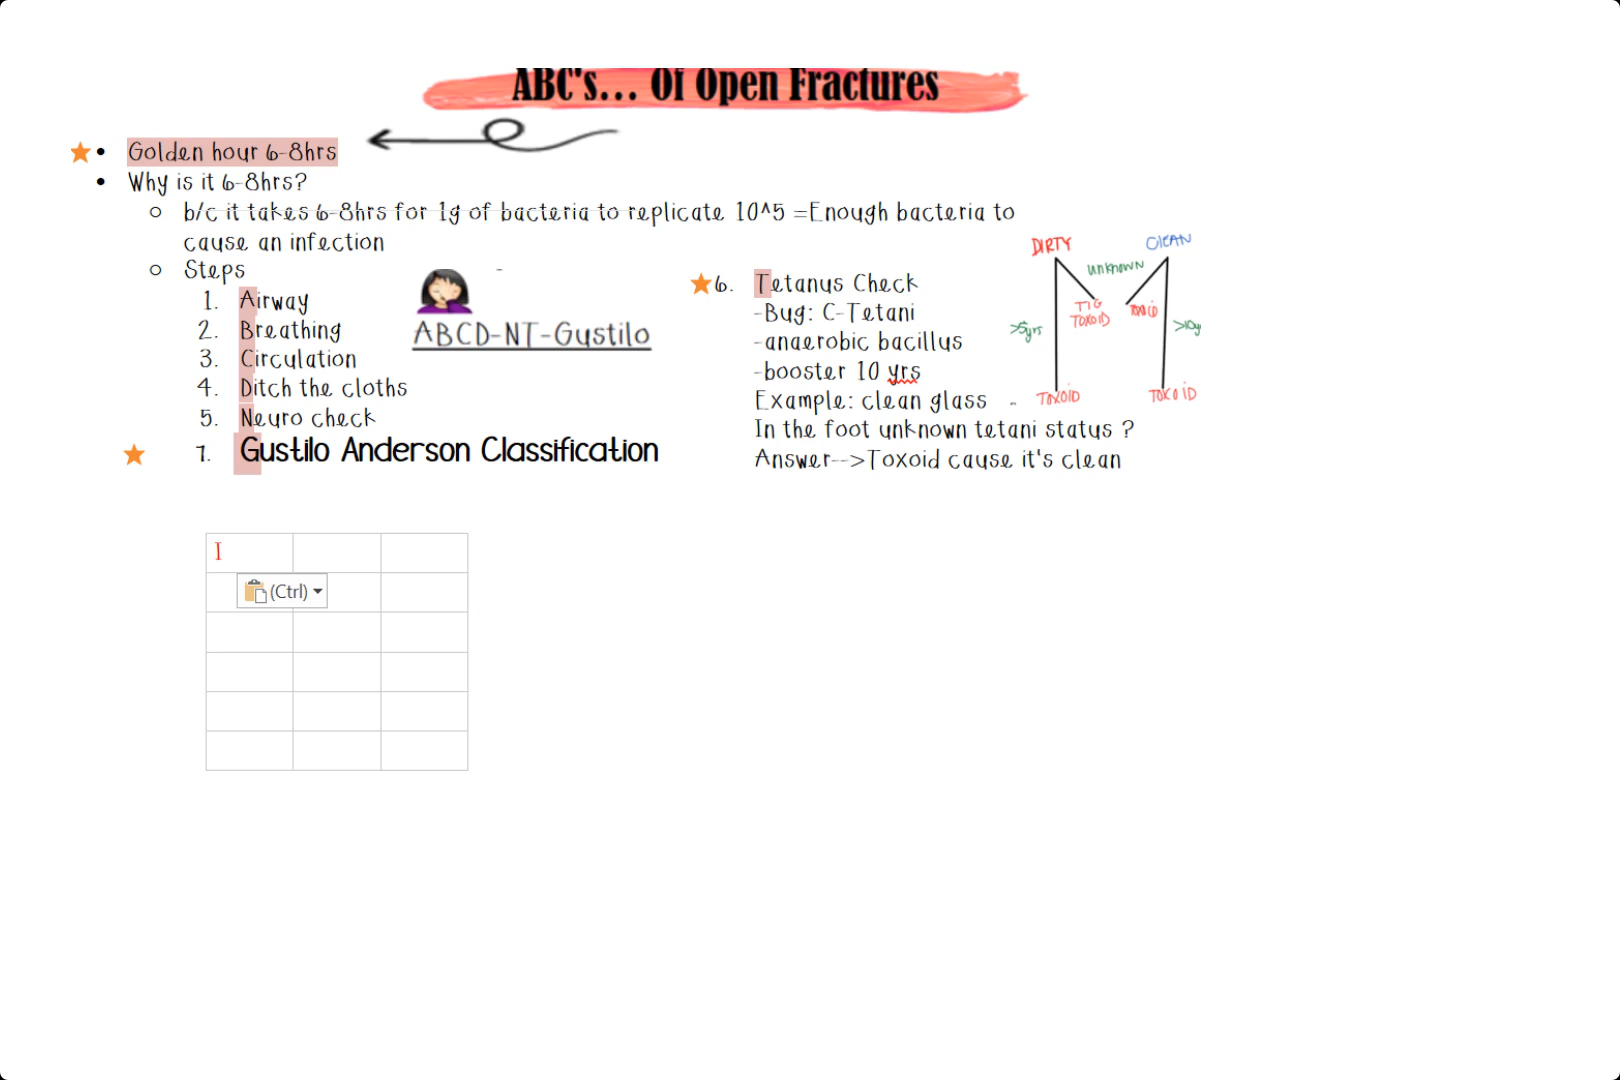 ABC's... Of Open Fractures
Golden hour 6-8hrs
Why is it 6-8hrs?
b/c it takes 6-8hrs for 1g of bacteria to replicate 10^5 =Enough bacteria to
cause an infection
Steps
1. Airway
2. Breathing
3. Circulation
4. Ditch the cloths
5. Neuro check
7. Gustilo Anderson Classification
ABCD-NT-Gustilo
6. Tetanus Check
-Bug: C-Tetani
-anaerobic bacillus
-booster 10 yrs
Example: clean glass
In the foot unknown tetani status ?
Answer-->Toxoid cause it's clean
DIRTY
CLEAN
unknown
TIG
TOXOID
Toxoid
>5yrs
>10y
TOXOID
TOXOID
(Ctrl)